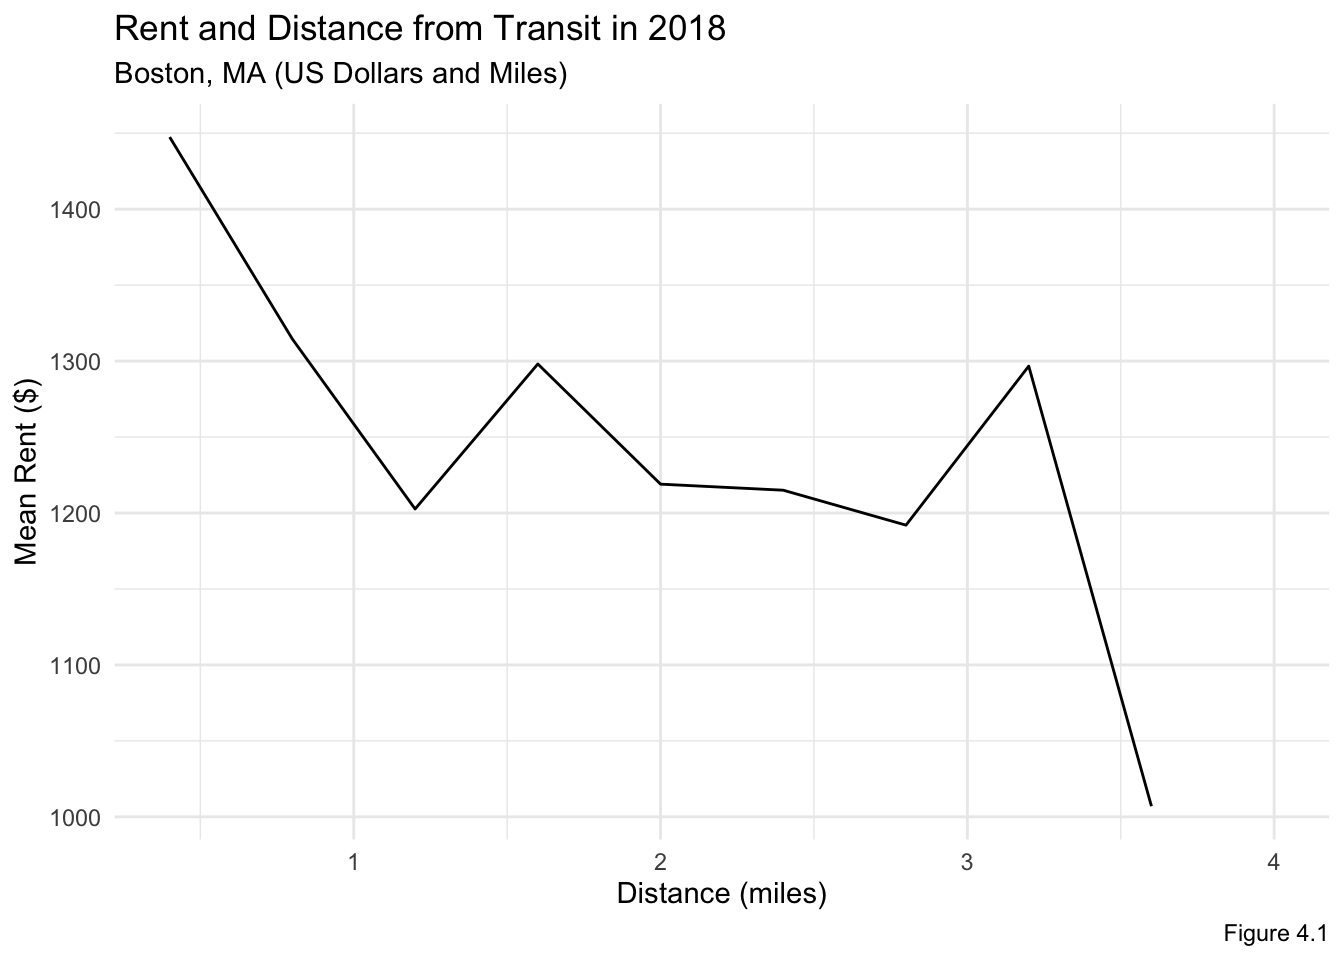 Rent and Distance from Transit in 2018
Boston, MA (US Dollars and Miles)
Mean Rent ($)
1400
1300
1200
1100
1000
1 2 3 4
Distance (miles)
Figure 4.1